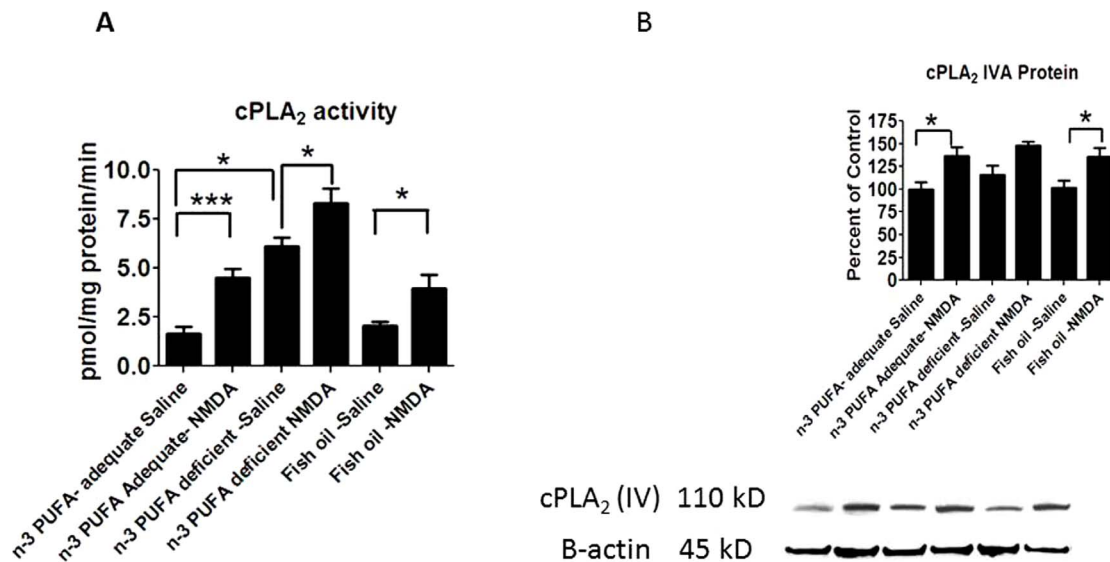 A
cPLA₂ activity
pmol/mg protein/min
10.0
7.5
5.0
2.5
0.0
*
*
***
*
n-3 PUFA- adequate Saline
n-3 PUFA Adequate- NMDA
n-3 PUFA deficient -Saline
n-3 PUFA deficient NMDA
Fish oil -Saline
Fish oil -NMDA
B
cPLA₂ IVA Protein
Percent of Control
175
150
125
100
75
50
25
0
*
*
n-3 PUFA- adequate Saline
n-3 PUFA Adequate- NMDA
n-3 PUFA deficient -Saline
n-3 PUFA deficient NMDA
Fish oil -Saline
Fish oil -NMDA
cPLA₂ (IV) 110 kD
B-actin 45 kD